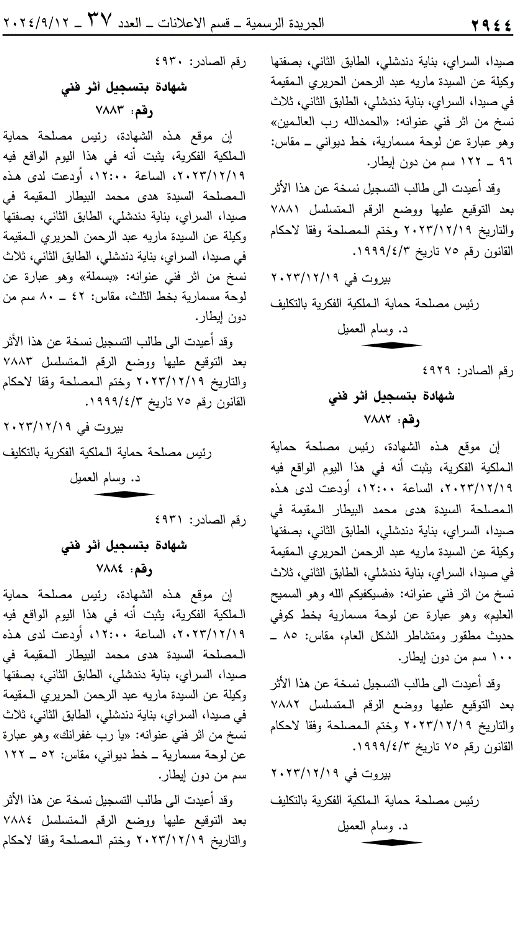 ٢٩٤٤
الجريدة الرسمية ــ قسم الاعلانات ــ العدد ٣٧ ــ ٢٠٢٤/٩/١٢
صيدا، السراي، بناية دندشلي، الطابق الثاني، بصفتها
وكيلة عن السيدة ماريه عبد الرحمن الحريري المقيمة
في صيدا، السراي، بناية دندشلي، الطابق الثاني، ثلاث
نسخ من اثر فني عنوانه: «الحمدالله رب العالمين»
وهو عبارة عن لوحة مسمارية، خط ديواني ــ مقاس:
٩٦ ــ ١٢٢ سم من دون إيطار.
وقد أعيدت الى طالب التسجيل نسخة عن هذا الأثر
بعد التوقيع عليها ووضع الرقم المتسلسل ٧٨٨١
والتاريخ ٢٠٢٣/١٢/١٩ وختم المصلحة وفقا لاحكام
القانون رقم ٧٥ تاريخ ١٩٩٩/٤/٣.
بيروت في ٢٠٢٣/١٢/١٩
رئيس مصلحة حماية الملكية الفكرية بالتكليف
د. وسام العميل
رقم الصادر: ٤٩٢٩
شهادة بتسجيل أثر فني
رقم: ٧٨٨٢
إن موقع هذه الشهادة، رئيس مصلحة حماية
الملكية الفكرية، يثبت أنه في هذا اليوم الواقع فيه
٢٠٢٣/١٢/١٩، الساعة ١٢:٠٠، أودعت لدى هذه
المصلحة السيدة هدى محمد البيطار المقيمة في
صيدا، السراي، بناية دندشلي، الطابق الثاني، بصفتها
وكيلة عن السيدة ماريه عبد الرحمن الحريري المقيمة
في صيدا، السراي، بناية دندشلي، الطابق الثاني، ثلاث
نسخ من اثر فني عنوانه: «فسيكفيكم الله وهو السميح
العليم» وهو عبارة عن لوحة مسمارية بخط كوفي
حديث مطقور ومتشاطر الشكل العام، مقاس: ٨٥ ــ
١٠٠ سم من دون إيطار.
وقد أعيدت الى طالب التسجيل نسخة عن هذا الأثر
بعد التوقيع عليها ووضع الرقم المتسلسل ٧٨٨٢
والتاريخ ٢٠٢٣/١٢/١٩ وختم المصلحة وفقا لاحكام
القانون رقم ٧٥ تاريخ ١٩٩٩/٤/٣.
بيروت في ٢٠٢٣/١٢/١٩
رئيس مصلحة حماية الملكية الفكرية بالتكليف
د. وسام العميل
رقم الصادر: ٤٩٣٠
شهادة بتسجيل أثر فني
رقم: ٧٨٨٣
إن موقع هذه الشهادة، رئيس مصلحة حماية
الملكية الفكرية، يثبت أنه في هذا اليوم الواقع فيه
٢٠٢٣/١٢/١٩، الساعة ١٢:٠٠، أودعت لدى هذه
المصلحة السيدة هدى محمد البيطار المقيمة في
صيدا، السراي، بناية دندشلي، الطابق الثاني، بصفتها
وكيلة عن السيدة ماريه عبد الرحمن الحريري المقيمة
في صيدا، السراي، بناية دندشلي، الطابق الثاني، ثلاث
نسخ من اثر فني عنوانه: «بسملة» وهو عبارة عن
لوحة مسمارية بخط الثلث، مقاس: ٤٢ ــ ٨٠ سم من
دون إيطار.
وقد أعيدت الى طالب التسجيل نسخة عن هذا الأثر
بعد التوقيع عليها ووضع الرقم المتسلسل ٧٨٨٣
والتاريخ ٢٠٢٣/١٢/١٩ وختم المصلحة وفقا لاحكام
القانون رقم ٧٥ تاريخ ١٩٩٩/٤/٣.
بيروت في ٢٠٢٣/١٢/١٩
رئيس مصلحة حماية الملكية الفكرية بالتكليف
د. وسام العميل
رقم الصادر: ٤٩٣١
شهادة بتسجيل أثر فني
رقم: ٧٨٨٤
إن موقع هذه الشهادة، رئيس مصلحة حماية
الملكية الفكرية، يثبت أنه في هذا اليوم الواقع فيه
٢٠٢٣/١٢/١٩، الساعة ١٢:٠٠، أودعت لدى هذه
المصلحة السيدة هدى محمد البيطار المقيمة في
صيدا، السراي، بناية دندشلي، الطابق الثاني، بصفتها
وكيلة عن السيدة ماريه عبد الرحمن الحريري المقيمة
في صيدا، السراي، بناية دندشلي، الطابق الثاني، ثلاث
نسخ من اثر فني عنوانه: «يا رب غفرانك» وهو عبارة
عن لوحة مسمارية ــ خط ديواني، مقاس: ٥٢ ــ ١٢٢
سم من دون إيطار.
وقد أعيدت الى طالب التسجيل نسخة عن هذا الأثر
بعد التوقيع عليها ووضع الرقم المتسلسل ٧٨٨٤
والتاريخ ٢٠٢٣/١٢/١٩ وختم المصلحة وفقا لاحكام